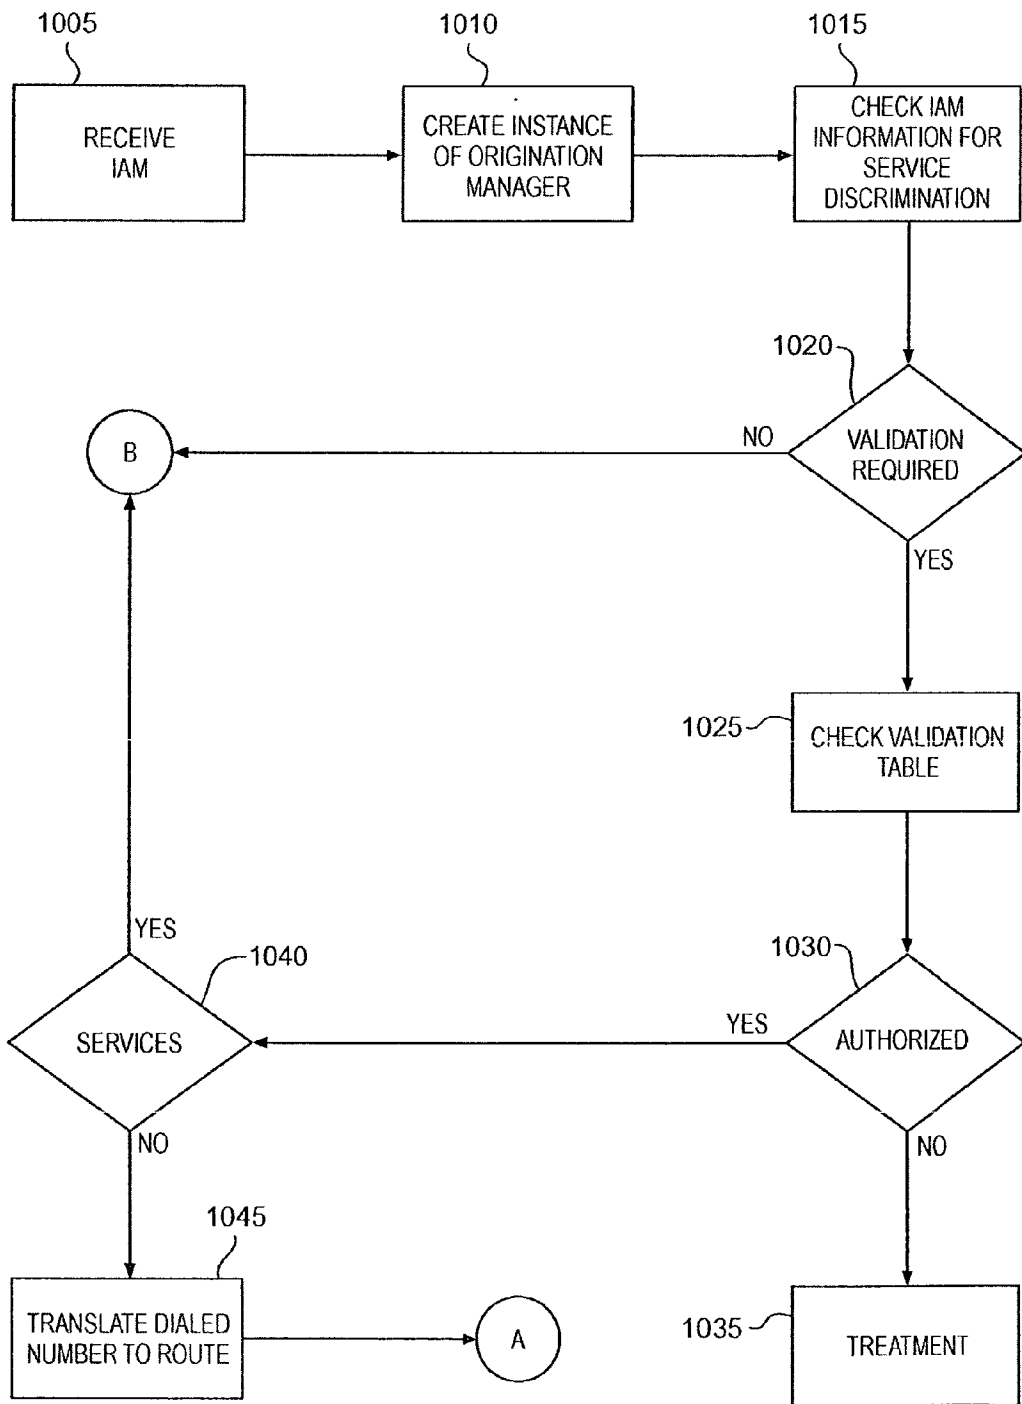 1005
1010
1015
RECEIVE
IAM
CREATE INSTANCE
OF ORIGINATION
MANAGER
CHECK IAM
INFORMATION FOR
SERVICE
DISCRIMINATION
1020
B
NO
VALIDATION
REQUIRED
YES
1025
CHECK VALIDATION
TABLE
YES
1040
1030
SERVICES
YES
AUTHORIZED
NO
NO
1045
TRANSLATE DIALED
NUMBER TO ROUTE
A
1035
TREATMENT